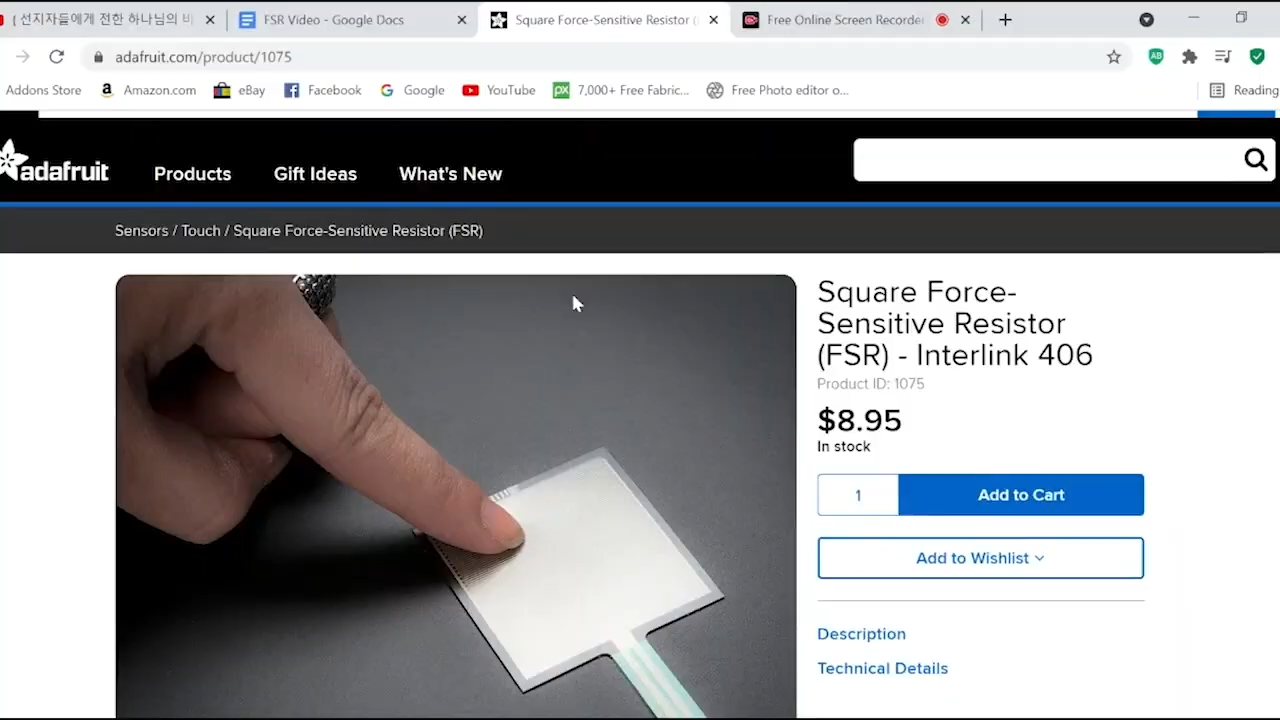 ( 선지자들에게 전한 하나님의 비
FSR Video - Google Docs
Square Force-Sensitive Resistor (
Free Online Screen Recorder
adafruit.com/product/1075
Addons Store
Amazon.com
eBay
Facebook
Google
YouTube
7,000+ Free Fabric...
Free Photo editor o...
Reading
adafruit
Products
Gift Ideas
What's New
Sensors / Touch / Square Force-Sensitive Resistor (FSR)
Square Force-
Sensitive Resistor
(FSR) - Interlink 406
Product ID: 1075
$8.95
In stock
1
Add to Cart
Add to Wishlist
Description
Technical Details